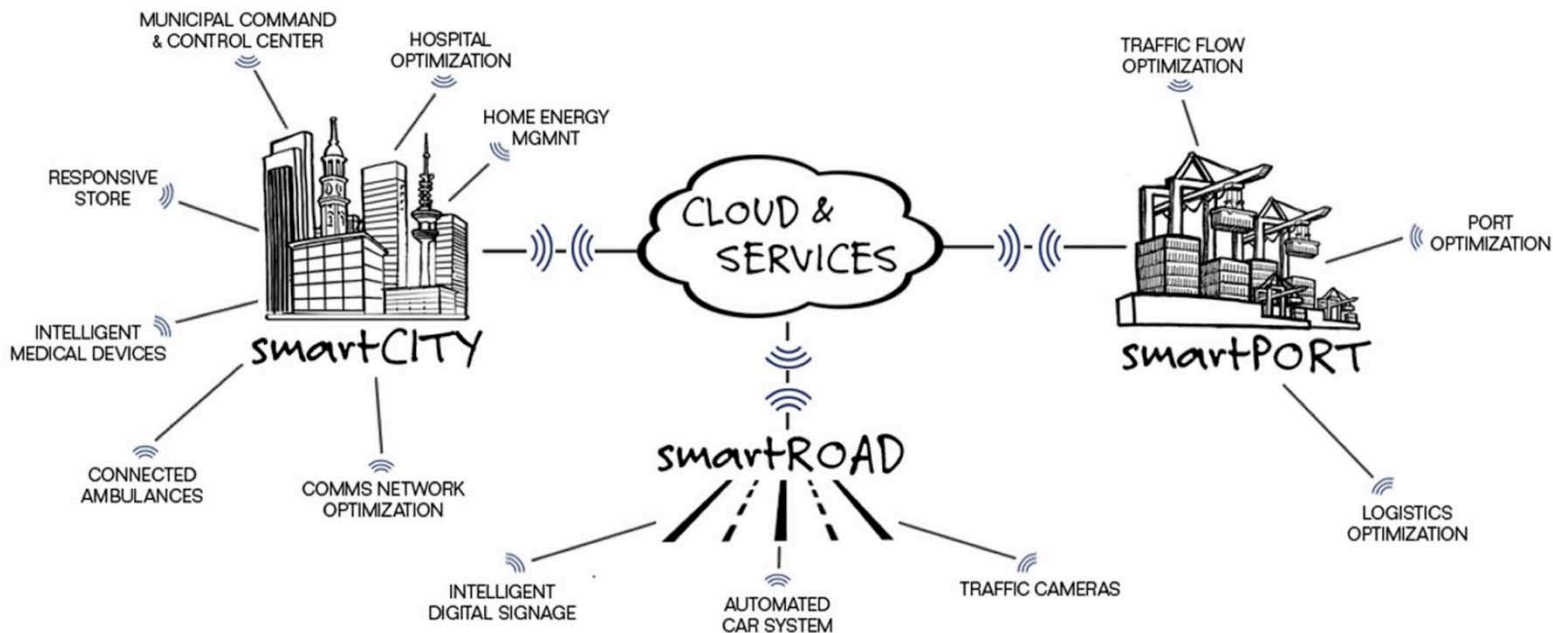 MUNICIPAL COMMAND
& CONTROL CENTER
HOSPITAL
OPTIMIZATION
HOME ENERGY
MGMNT
RESPONSIVE
STORE
INTELLIGENT
MEDICAL DEVICES
smartCITY
CONNECTED
AMBULANCES
COMMS NETWORK
OPTIMIZATION
CLOUD &
SERVICES
smartROAD
INTELLIGENT
DIGITAL SIGNAGE
AUTOMATED
CAR SYSTEM
TRAFFIC CAMERAS
TRAFFIC FLOW
OPTIMIZATION
PORT
OPTIMIZATION
smartPORT
LOGISTICS
OPTIMIZATION